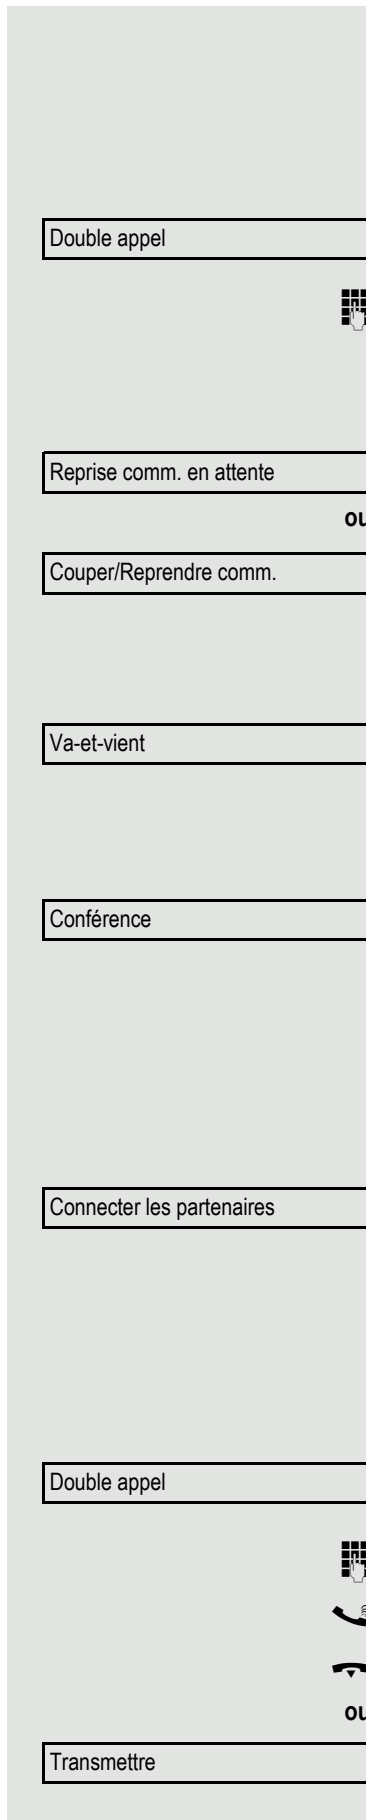 Double appel
Reprise comm. en attente
ou
Couper/Reprendre comm.
Va-et-vient
Conférence
Connecter les partenaires
Double appel
ou
Transmettre